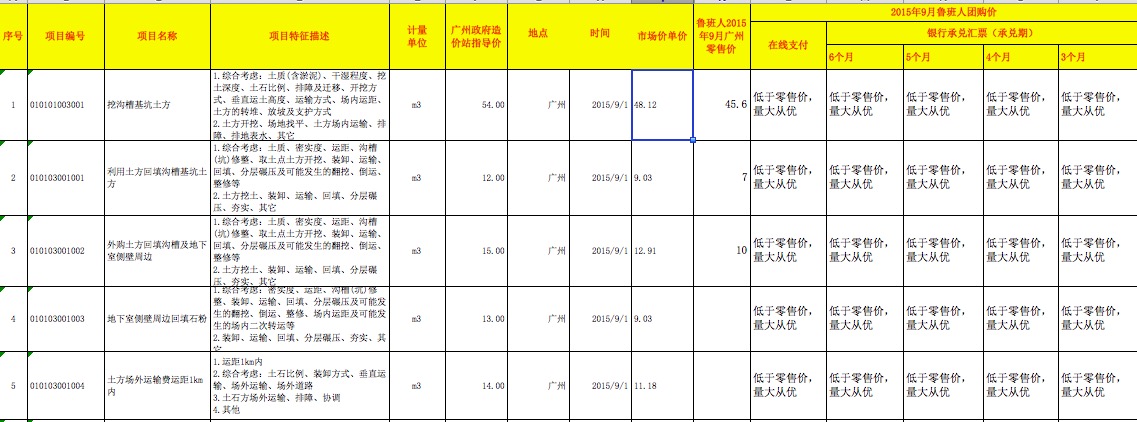 2015年9月鲁班人团购价
序号
项目编号
项目名称
项目特征描述
计量
单位
广州政府造
价站指导价
地点
时间
市场价单价
鲁班人2015
年9月广州
零售价
在线支付
银行承兑汇票（承兑期）
6个月
5个月
4个月
3个月
1
010101003001
挖沟槽基坑土方
1.综合考虑：土质(含淤泥)、干湿程度、挖
土深度、土石比例、排障及迁移、开挖方
式、垂直运土高度、运输方式、场内运距、
土方的转堆、放坡及支护方式
2.土方开挖、场地找平、土方场内运输、排
障、排地表水、其它
m3
54.00
广州
2015/9/1
48.12
45.6
低于零售价，
量大从优
低于零售价，
量大从优
低于零售价，
量大从优
低于零售价，
量大从优
低于零售价，
量大从优
2
010103001001
利用土方回填沟槽基坑土
方
1.综合考虑：土质、密实度、运距、沟槽
(坑)修整、取土点土方开挖、装卸、运输、
回填、分层碾压及可能发生的翻挖、倒运、
整修等
2.土方挖土、装卸、运输、回填、分层碾
压、夯实、其它
m3
12.00
广州
2015/9/1
9.03
7
低于零售价，
量大从优
低于零售价，
量大从优
低于零售价，
量大从优
低于零售价，
量大从优
低于零售价，
量大从优
3
010103001002
外购土方回填沟槽及地下
室侧壁周边
1.综合考虑：土质、密实度、运距、沟槽
(坑)修整、取土点土方开挖、装卸、运输、
回填、分层碾压及可能发生的翻挖、倒运、
整修等
2.土方挖土、装卸、运输、回填、分层碾
压、夯实、其它
m3
15.00
广州
2015/9/1
12.91
10
低于零售价，
量大从优
低于零售价，
量大从优
低于零售价，
量大从优
低于零售价，
量大从优
低于零售价，
量大从优
4
010103001003
地下室侧壁周边回填石粉
1.综合考虑：密实度、运距、沟槽(坑)修
整、装卸、运输、回填、分层碾压及可能发
生的翻挖、倒运、整修、场内运距及可能发
生的场内二次转运等
2.装卸、运输、回填、分层碾压、夯实、其
它
m3
13.00
广州
2015/9/1
9.03
低于零售价，
量大从优
低于零售价，
量大从优
低于零售价，
量大从优
低于零售价，
量大从优
低于零售价，
量大从优
5
010103001004
土方场外运输费运距1km
内
1.运距1km内
2.综合考虑：土石比例、装卸方式、垂直运
输、场外运输、场外道路
3.土石方场外运输、排障、协调
4.其他
m3
14.00
广州
2015/9/1
11.18
低于零售价，
量大从优
低于零售价，
量大从优
低于零售价，
量大从优
低于零售价，
量大从优
低于零售价，
量大从优